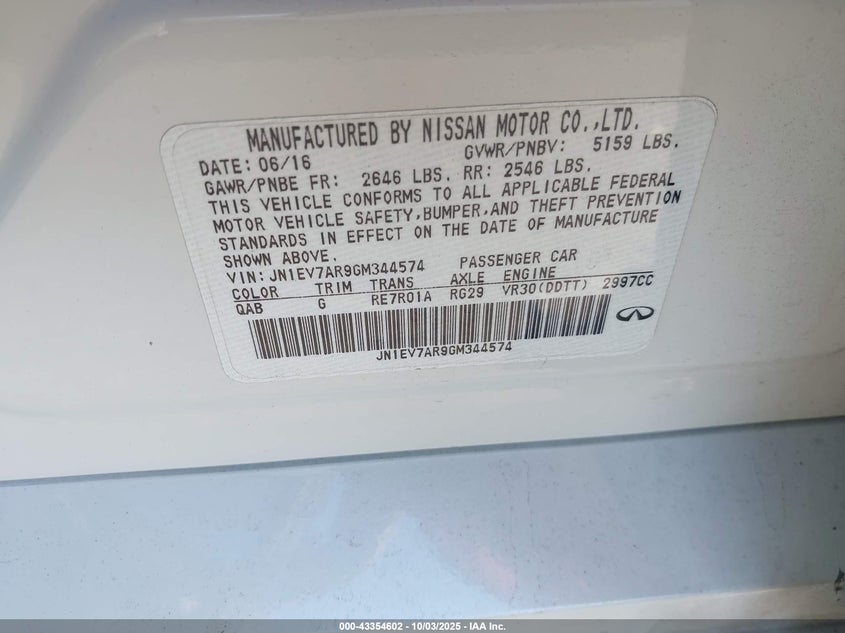 MANUFACTURED BY NISSAN MOTOR CO.,LTD.
DATE: 06/16 GVWR/PNBV: 5159 LBS.
GAWR/PNBE FR: 2646 LBS. RR: 2546 LBS.
THIS VEHICLE CONFORMS TO ALL APPLICABLE FEDERAL
MOTOR VEHICLE SAFETY,BUMPER,AND THEFT PREVENTION
STANDARDS IN EFFECT ON THE DATE OF MANUFACTURE
SHOWN ABOVE.
VIN: JN1EV7AR9GM344574 PASSENGER CAR
COLOR TRIM TRANS AXLE ENGINE
QAB G RE7R01A RG29 VR30(DDTT) 2997CC
JN1EV7AR9GM344574
000-43354602 - 10/03/2025 - IAA Inc.